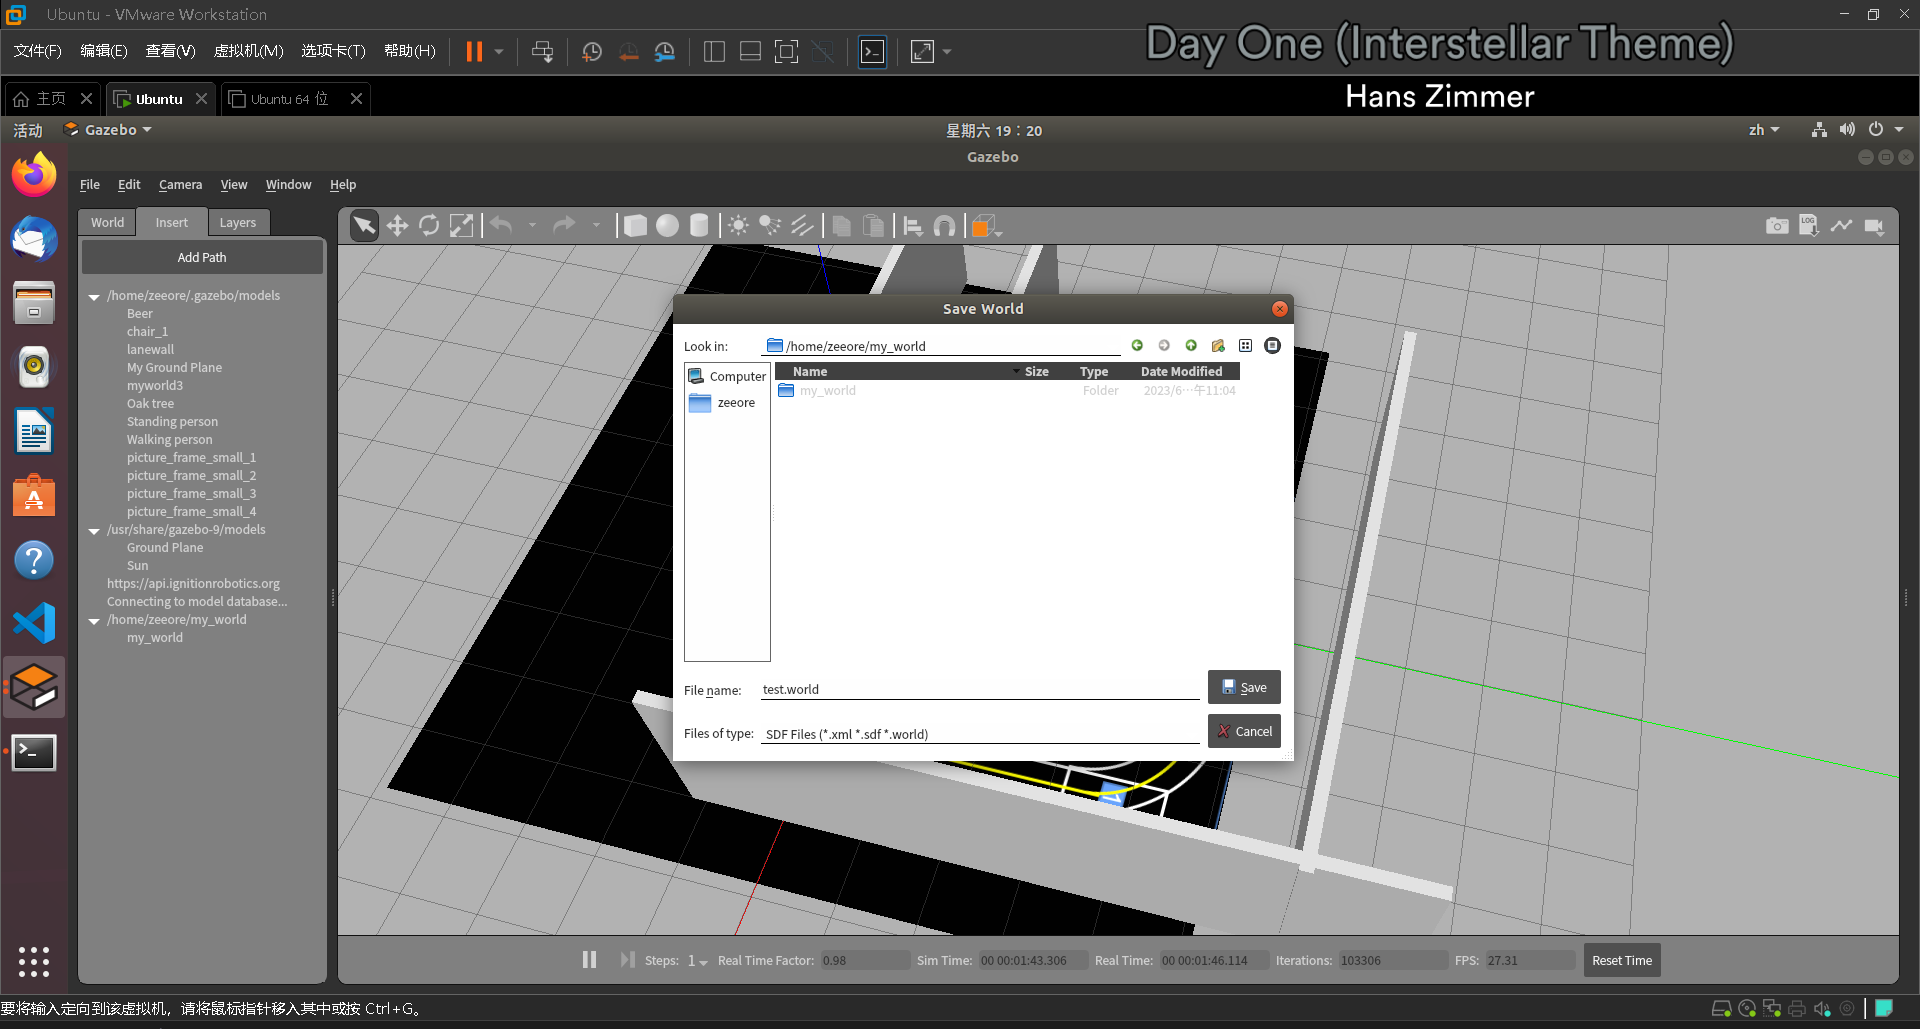 Ubuntu - VMware Workstation
文件(F) 编辑(E) 查看(V) 虚拟机(M) 选项卡(T) 帮助(H)
Day One (Interstellar Theme)
Hans Zimmer
主页 Ubuntu Ubuntu 64 位
活动 Gazebo 星期六 19：20 zh
Gazebo
File Edit Camera View Window Help
World Insert Layers
LOG
Add Path
/home/zeeore/.gazebo/models
Beer
chair_1
lanewall
My Ground Plane
myworld3
Oak tree
Standing person
Walking person
picture_frame_small_1
picture_frame_small_2
picture_frame_small_3
picture_frame_small_4
/usr/share/gazebo-9/models
Ground Plane
Sun
https://api.ignitionrobotics.org
Connecting to model database...
/home/zeeore/my_world
my_world
Save World
Look in: /home/zeeore/my_world
Computer
zeeore
Name Size Type Date Modified
my_world Folder 2023/6…午11:04
File name: test.world Save
Files of type: SDF Files (*.xml *.sdf *.world) Cancel
Steps: 1 Real Time Factor: 0.98 Sim Time: 00 00:01:43.306 Real Time: 00 00:01:46.114 Iterations: 103306 FPS: 27.31 Reset Time
要将输入定向到该虚拟机，请将鼠标指针移入其中或按 Ctrl+G。